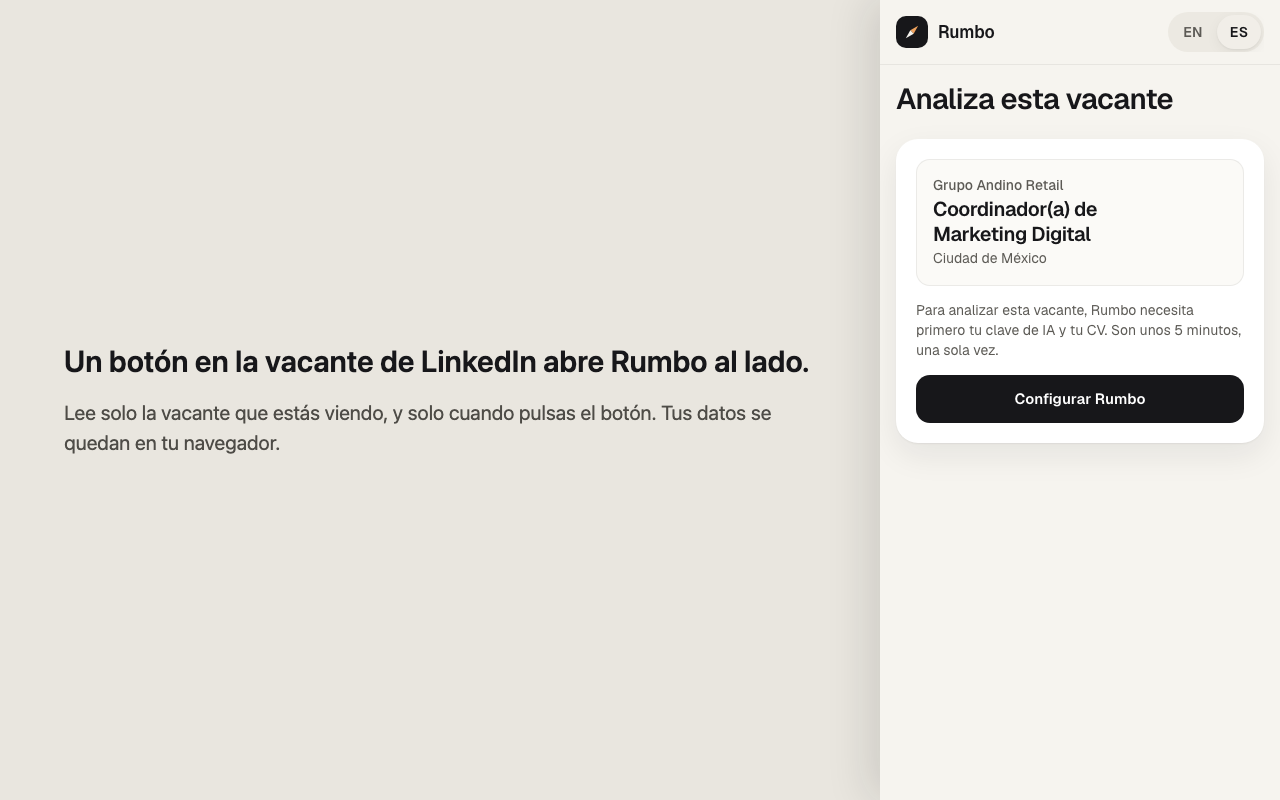 Un botón en la vacante de LinkedIn abre Rumbo al lado.
Lee solo la vacante que estás viendo, y solo cuando pulsas el botón. Tus datos se
quedan en tu navegador.
Rumbo
EN
ES
Analiza esta vacante
Grupo Andino Retail
Coordinador(a) de
Marketing Digital
Ciudad de México
Para analizar esta vacante, Rumbo necesita
primero tu clave de IA y tu CV. Son unos 5 minutos,
una sola vez.
Configurar Rumbo